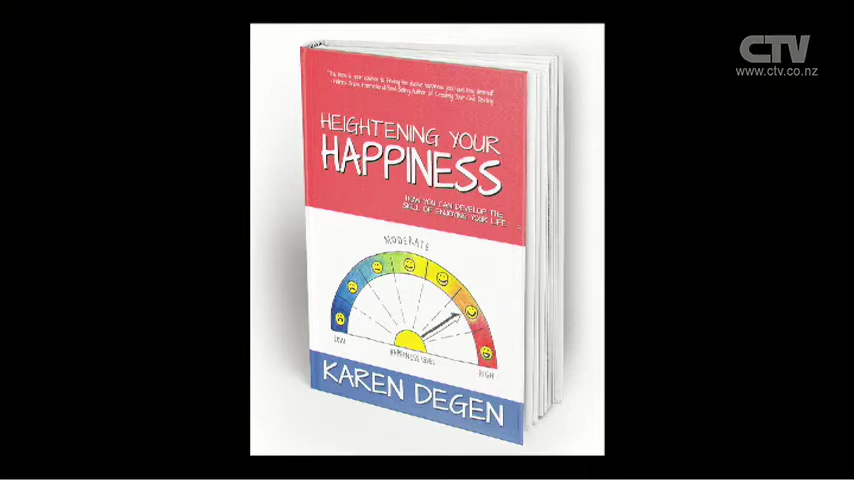 CTV
www.ctv.co.nz
HEIGHTENING YOUR
HAPPINESS
HOW YOU CAN DEVELOP THE
SKILL OF ENJOYING YOUR LIFE
MODERATE
LOW
HAPPINESS LEVEL
HIGH
KAREN DEGEN